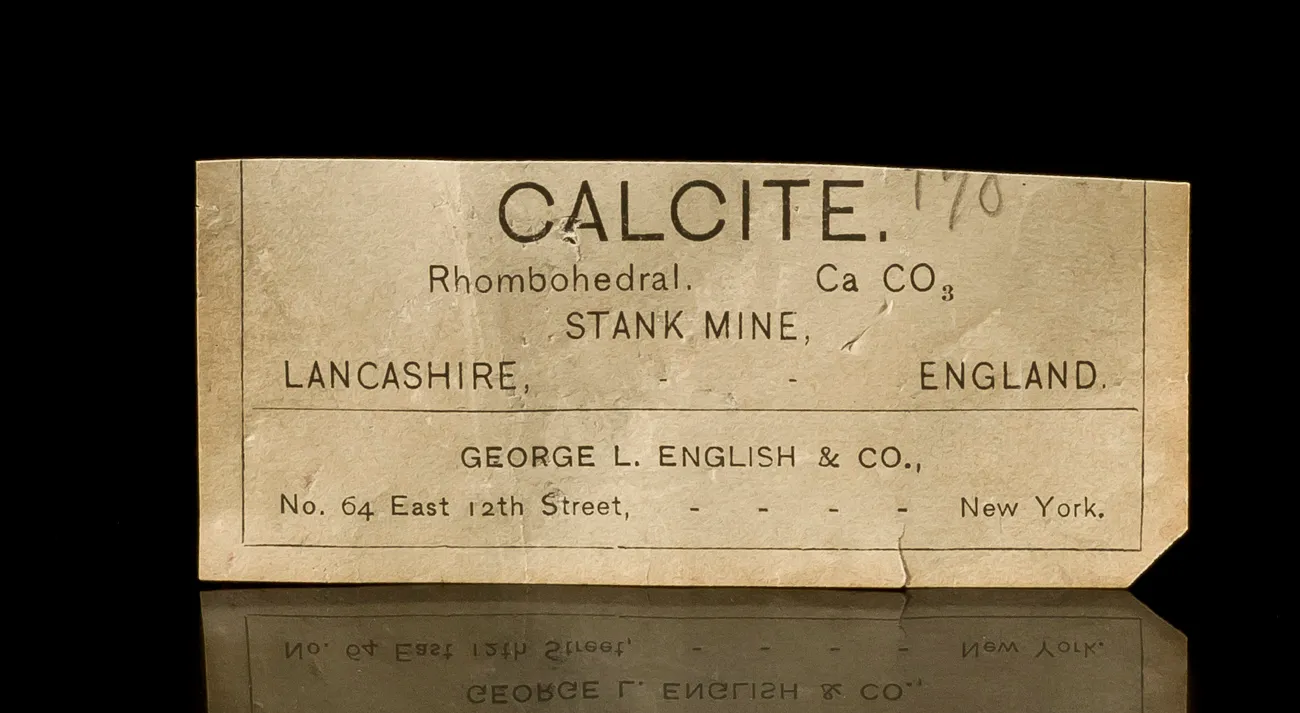 CALCITE.
Rhombohedral. Ca CO₃
STANK MINE,
LANCASHIRE, - - ENGLAND.
GEORGE L. ENGLISH & CO.,
No. 64 East 12th Street, - - - - New York.